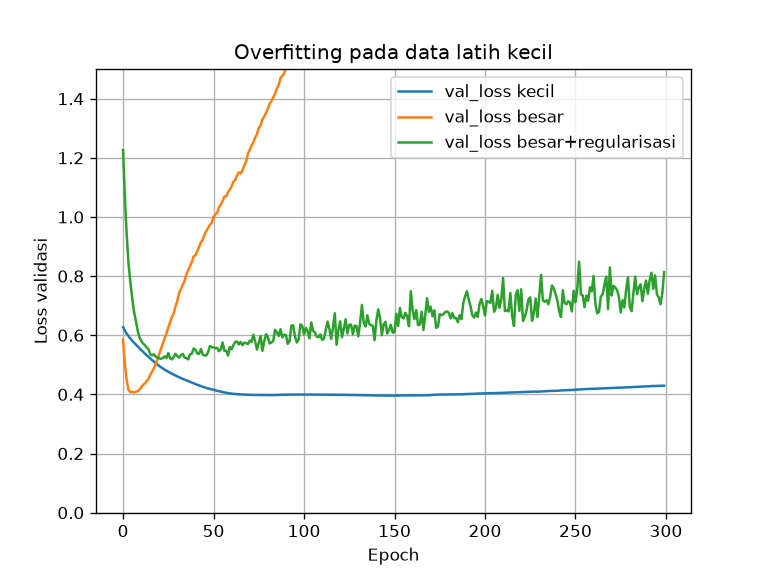 Overfitting pada data latih kecil
val_loss kecil
val_loss besar
val_loss besar+regularisasi
Loss validasi
1.4
1.2
1.0
0.8
0.6
0.4
0.2
0.0
0 50 100 150 200 250 300
Epoch